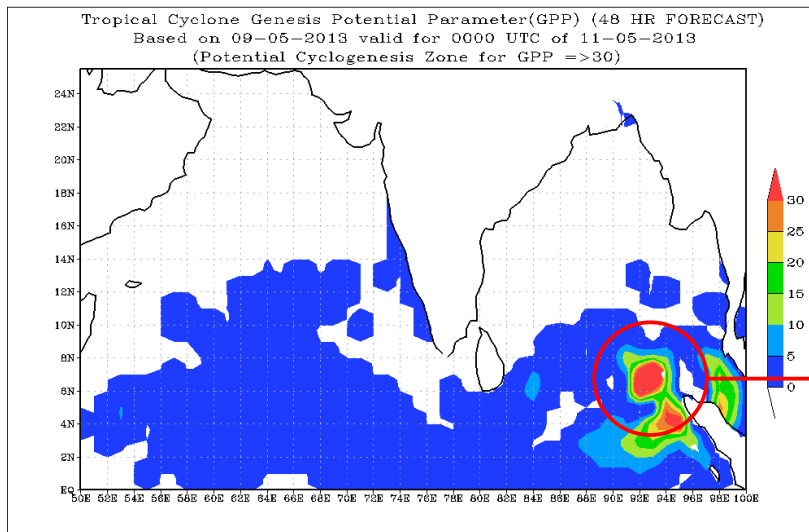 Tropical Cyclone Genesis Potential Parameter(GPP) (48 HR FORECAST)
Based on 09-05-2013 valid for 0000 UTC of 11-05-2013
(Potential Cyclogenesis Zone for GPP =>30)
24N
22N
20N
18N
16N
14N
12N
10N
8N
6N
4N
2N
EQ
50E 52E 54E 56E 58E 60E 62E 64E 66E 68E 70E 72E 74E 76E 78E 80E 82E 84E 86E 88E 90E 92E 94E 96E 98E 100E
30
25
20
15
10
5
0